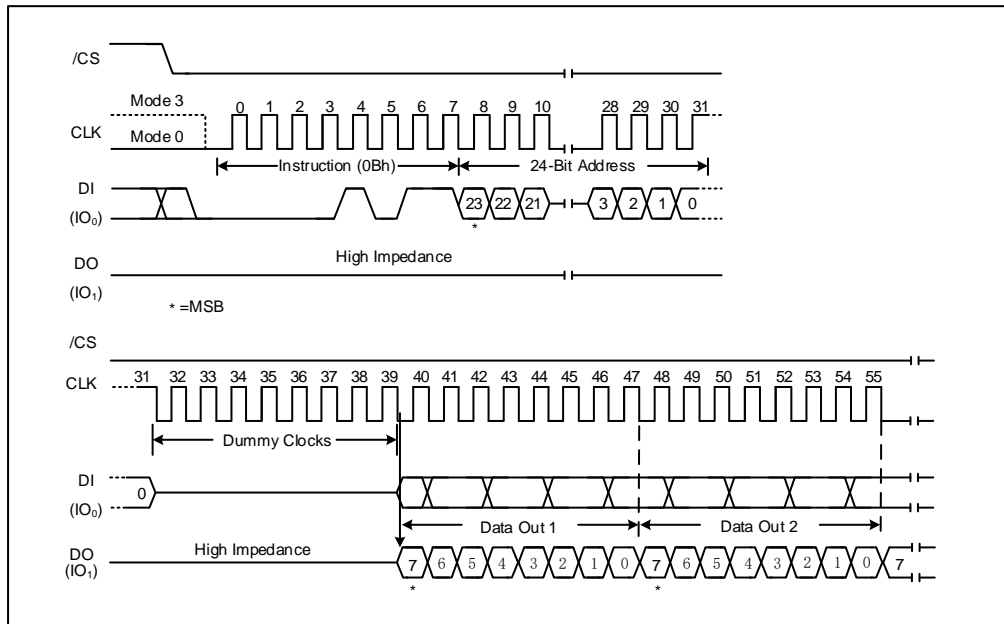 /CS
Mode 3
0 1 2 3 4 5 6 7 8 9 10 28 29 30 31
CLK
Mode 0
Instruction (0Bh) 24-Bit Address
DI
(IO₀)
23 22 21 3 2 1 0
*
DO
(IO₁)
High Impedance
* =MSB
/CS
CLK
31 32 33 34 35 36 37 38 39 40 41 42 43 44 45 46 47 48 49 50 51 52 53 54 55
Dummy Clocks
DI
(IO₀)
0
Data Out 1 Data Out 2
DO
(IO₁)
High Impedance
7 6 5 4 3 2 1 0 7 6 5 4 3 2 1 0 7
* *